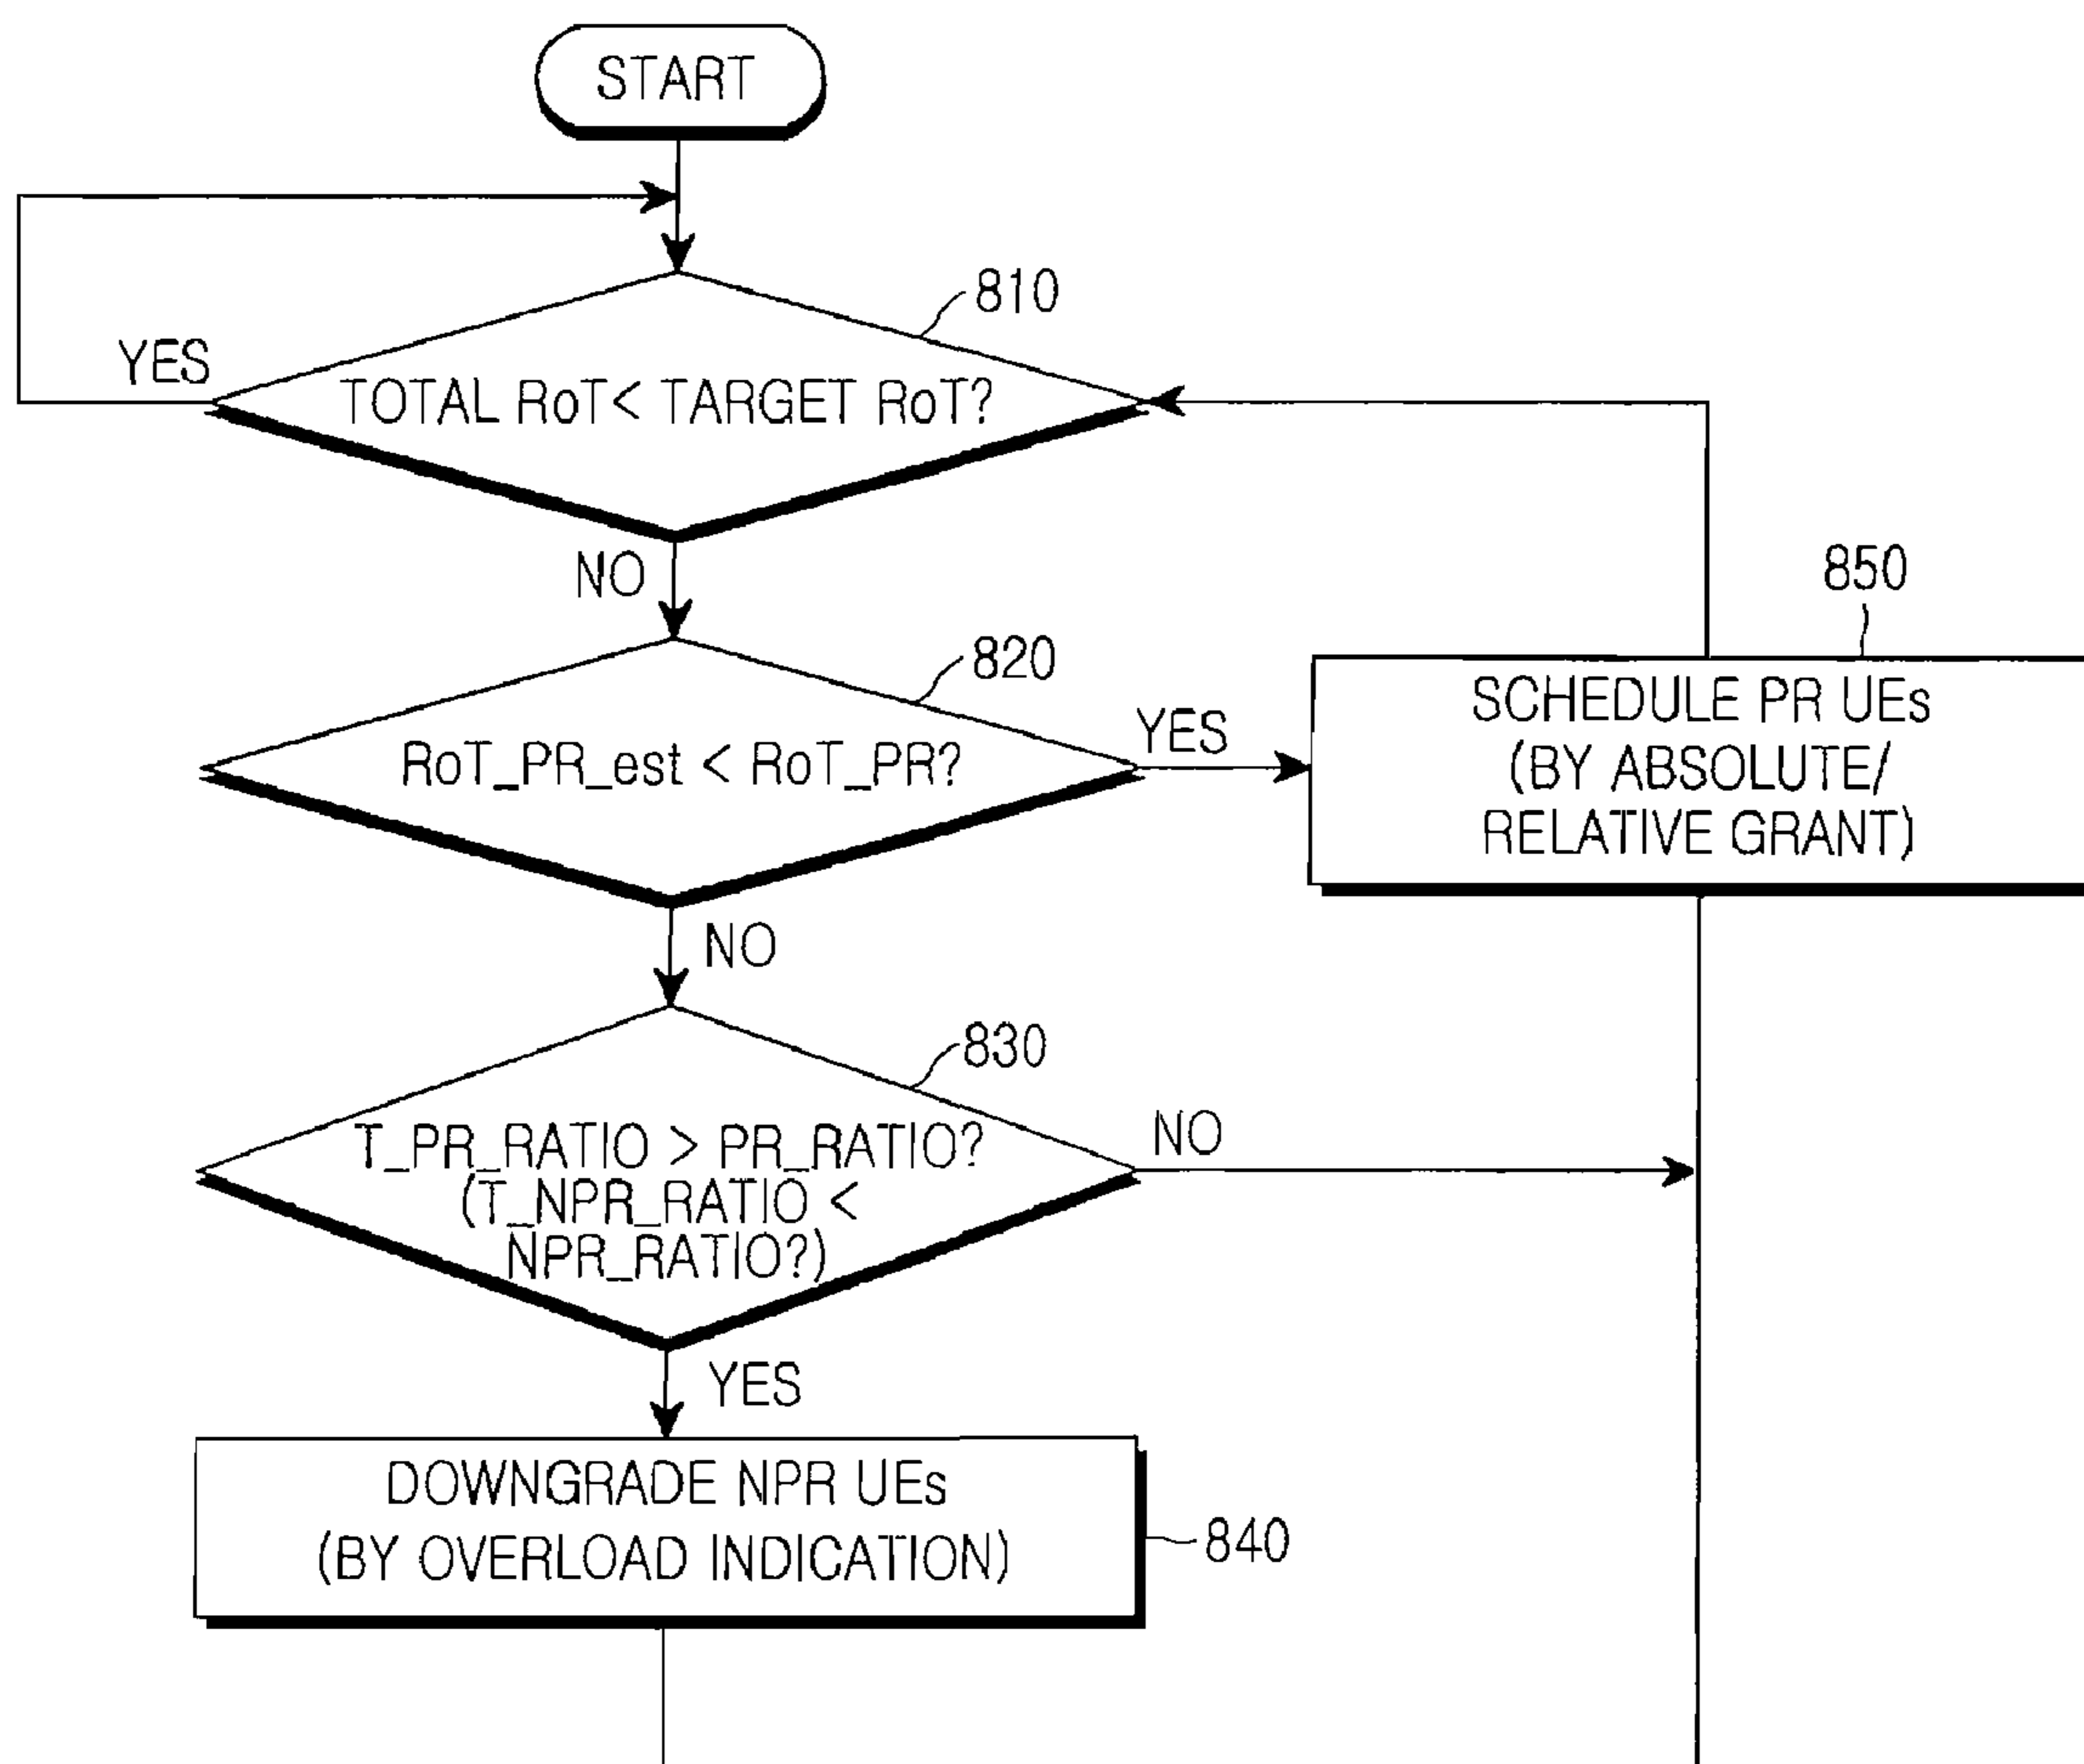 START
810
YES
TOTAL RoT< TARGET RoT?
NO
850
820
SCHEDULE PR UEs
(BY ABSOLUTE/
RELATIVE GRANT)
YES
RoT_PR_est < RoT_PR?
NO
830
T_PR_RATIO > PR_RATIO?
(T_NPR_RATIO <
NPR_RATIO?)
NO
YES
DOWNGRADE NPR UEs
(BY OVERLOAD INDICATION)
840